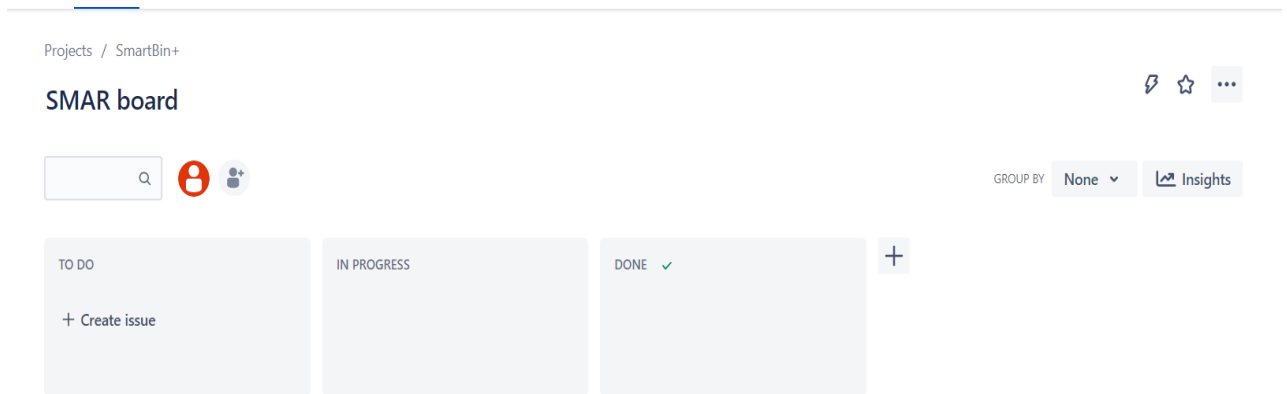 Projects / SmartBin+
SMAR board
GROUP BY None Insights
TO DO
IN PROGRESS
DONE
+ Create issue